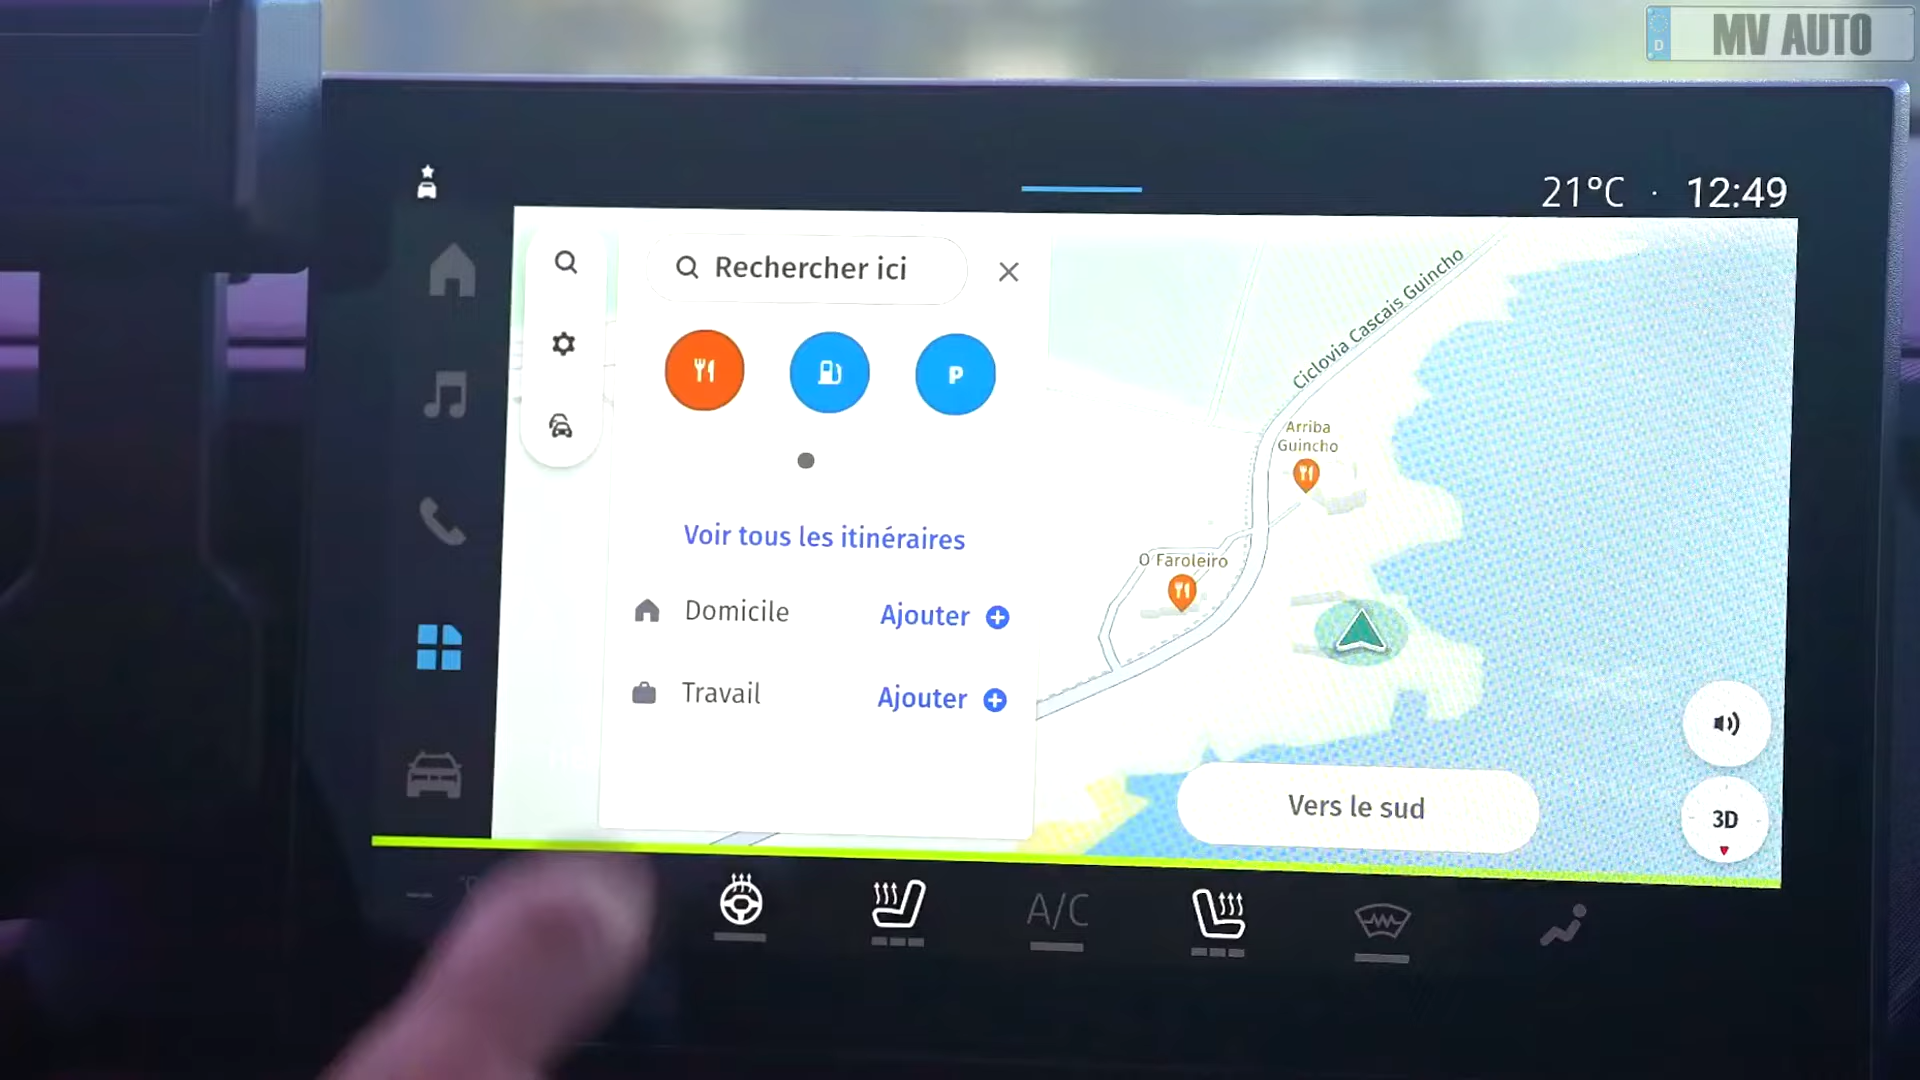 D MV AUTO
21°C · 12:49
Rechercher ici
P
Voir tous les itinéraires
Domicile Ajouter
Travail Ajouter
Ciclovia Cascais Guincho
Arriba
Guincho
O Faroleiro
Vers le sud
3D
A/C